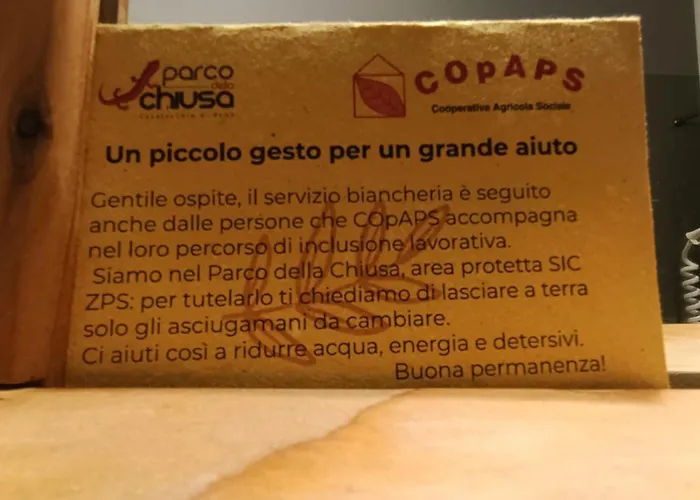 parco
della
chiusa
COPAPS
Cooperativa Agricola Sociale
Un piccolo gesto per un grande aiuto
Gentile ospite, il servizio biancheria è seguito
anche dalle persone che COpAPS accompagna
nel loro percorso di inclusione lavorativa.
Siamo nel Parco della Chiusa, area protetta SIC
ZPS: per tutelarlo ti chiediamo di lasciare a terra
solo gli asciugamani da cambiare.
Ci aiuti così a ridurre acqua, energia e detersivi.
Buona permanenza!